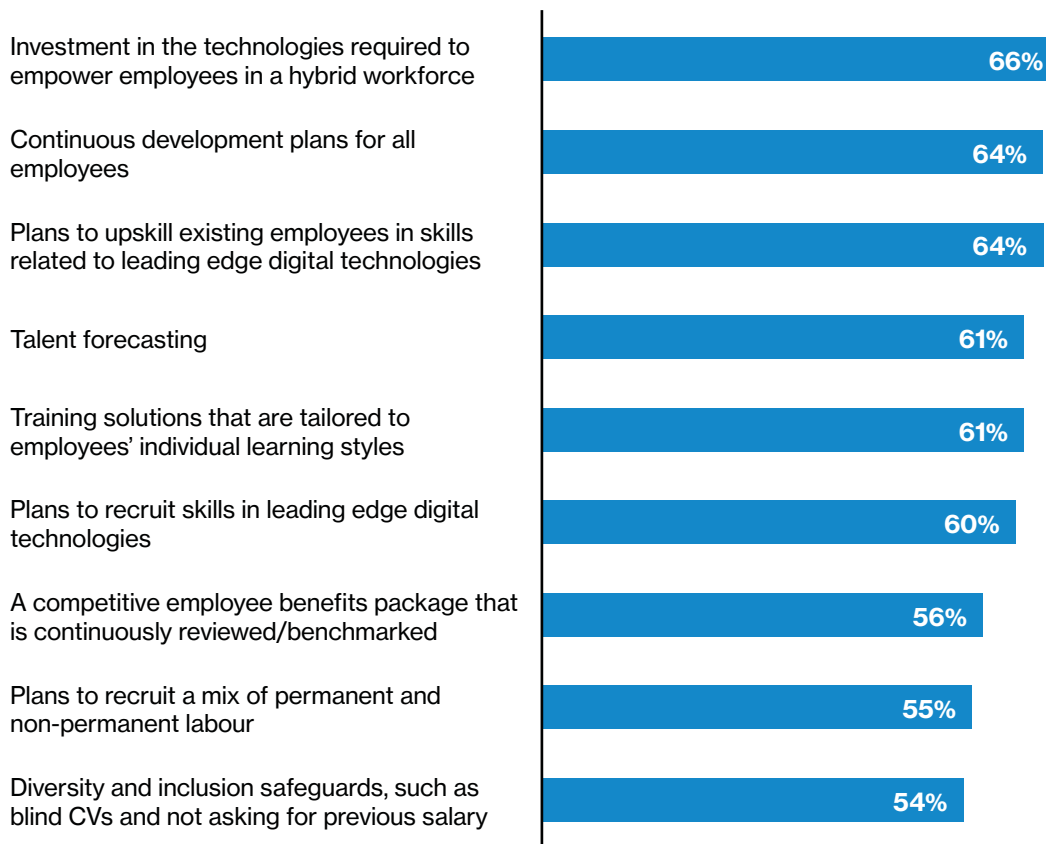 Investment in the technologies required to
empower employees in a hybrid workforce
66%
Continuous development plans for all
employees
64%
Plans to upskill existing employees in skills
related to leading edge digital technologies
64%
Talent forecasting
61%
Training solutions that are tailored to
employees’ individual learning styles
61%
Plans to recruit skills in leading edge digital
technologies
60%
A competitive employee benefits package that
is continuously reviewed/benchmarked
56%
Plans to recruit a mix of permanent and
non-permanent labour
55%
Diversity and inclusion safeguards, such as
blind CVs and not asking for previous salary
54%